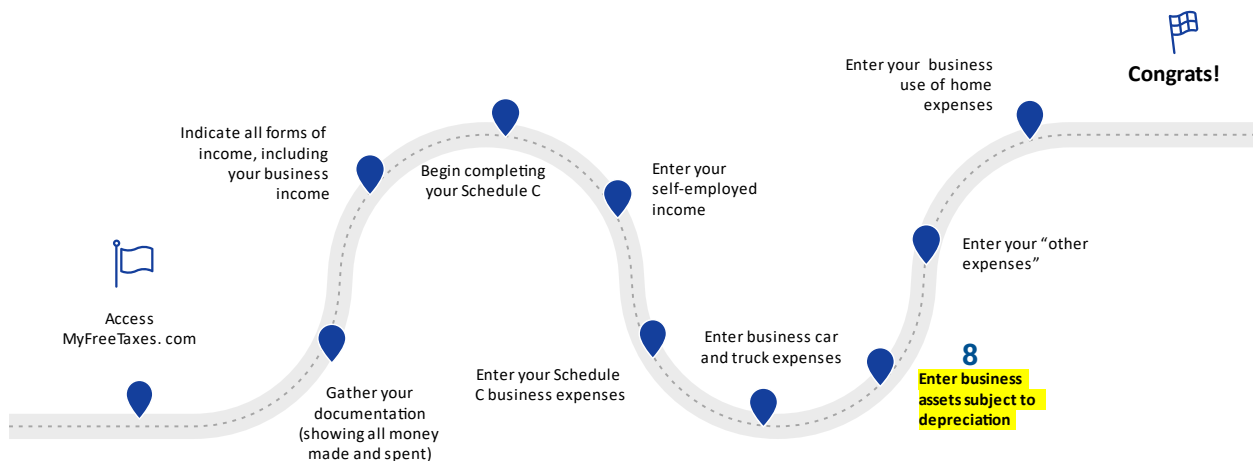 Access
MyFreeTaxes. com
Gather your
documentation
(showing all money
made and spent)
Indicate all forms of
income, including
your business
income
Begin completing
your Schedule C
Enter your
self-employed
income
Enter your Schedule
C business expenses
Enter business car
and truck expenses
8
Enter business
assets subject to
depreciation
Enter your “other
expenses”
Enter your business
use of home
expenses
Congrats!